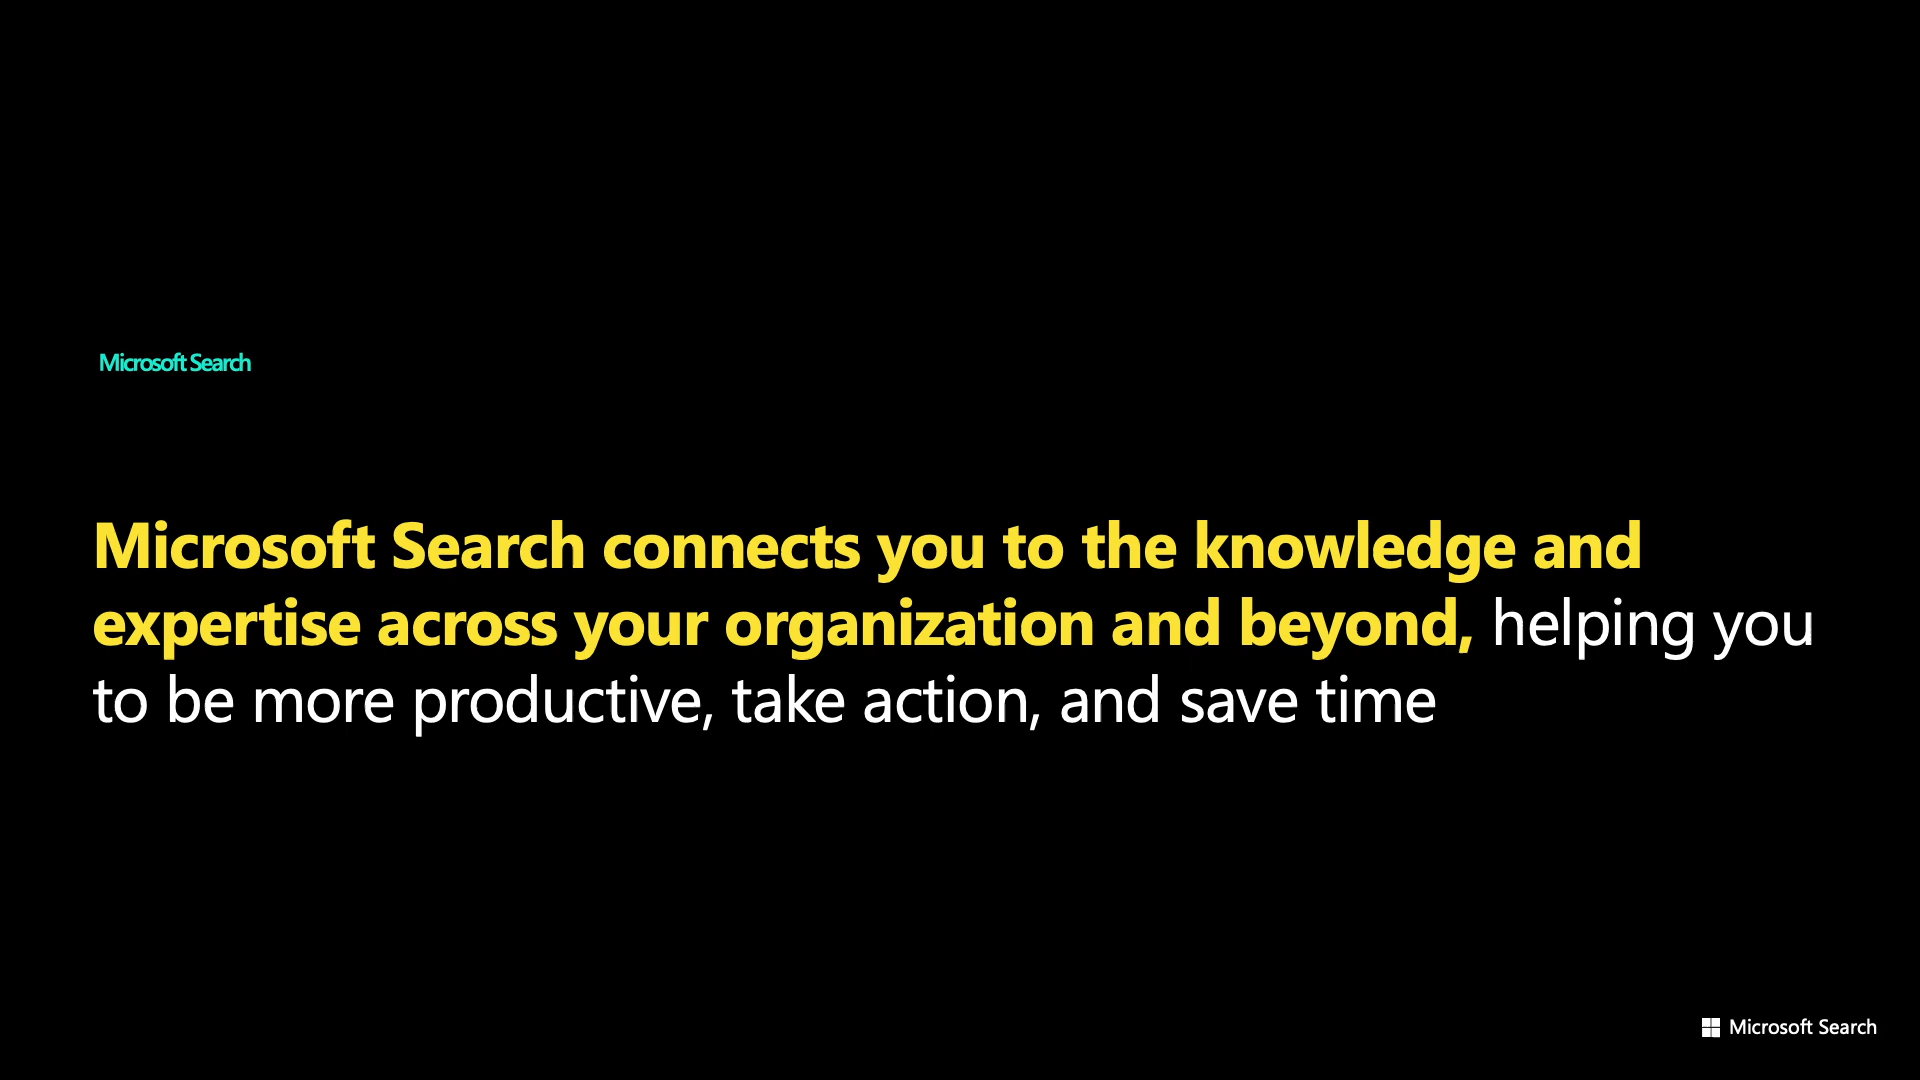 Microsoft Search
Microsoft Search connects you to the knowledge and
expertise across your organization and beyond, helping you
to be more productive, take action, and save time
Microsoft Search